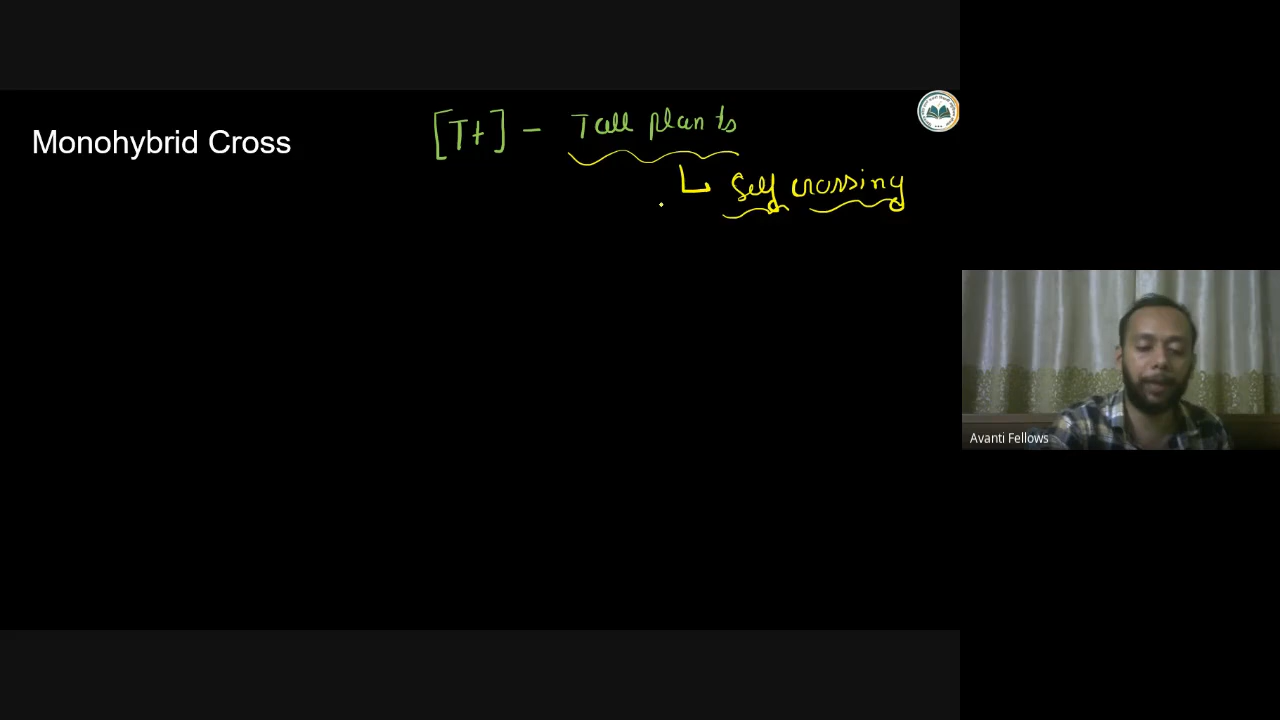 Monohybrid Cross
[Tt] - Tall plants
Self crossing
Avanti Fellows